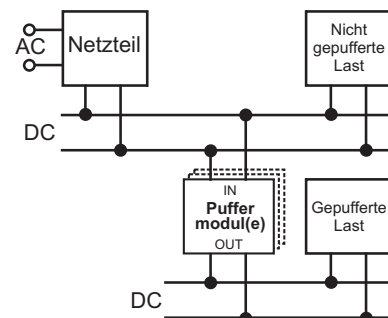 AC
Netzteil
Nicht
gepufferte
Last
DC
IN
Puffer
modul(e)
OUT
Gepufferte
Last
DC